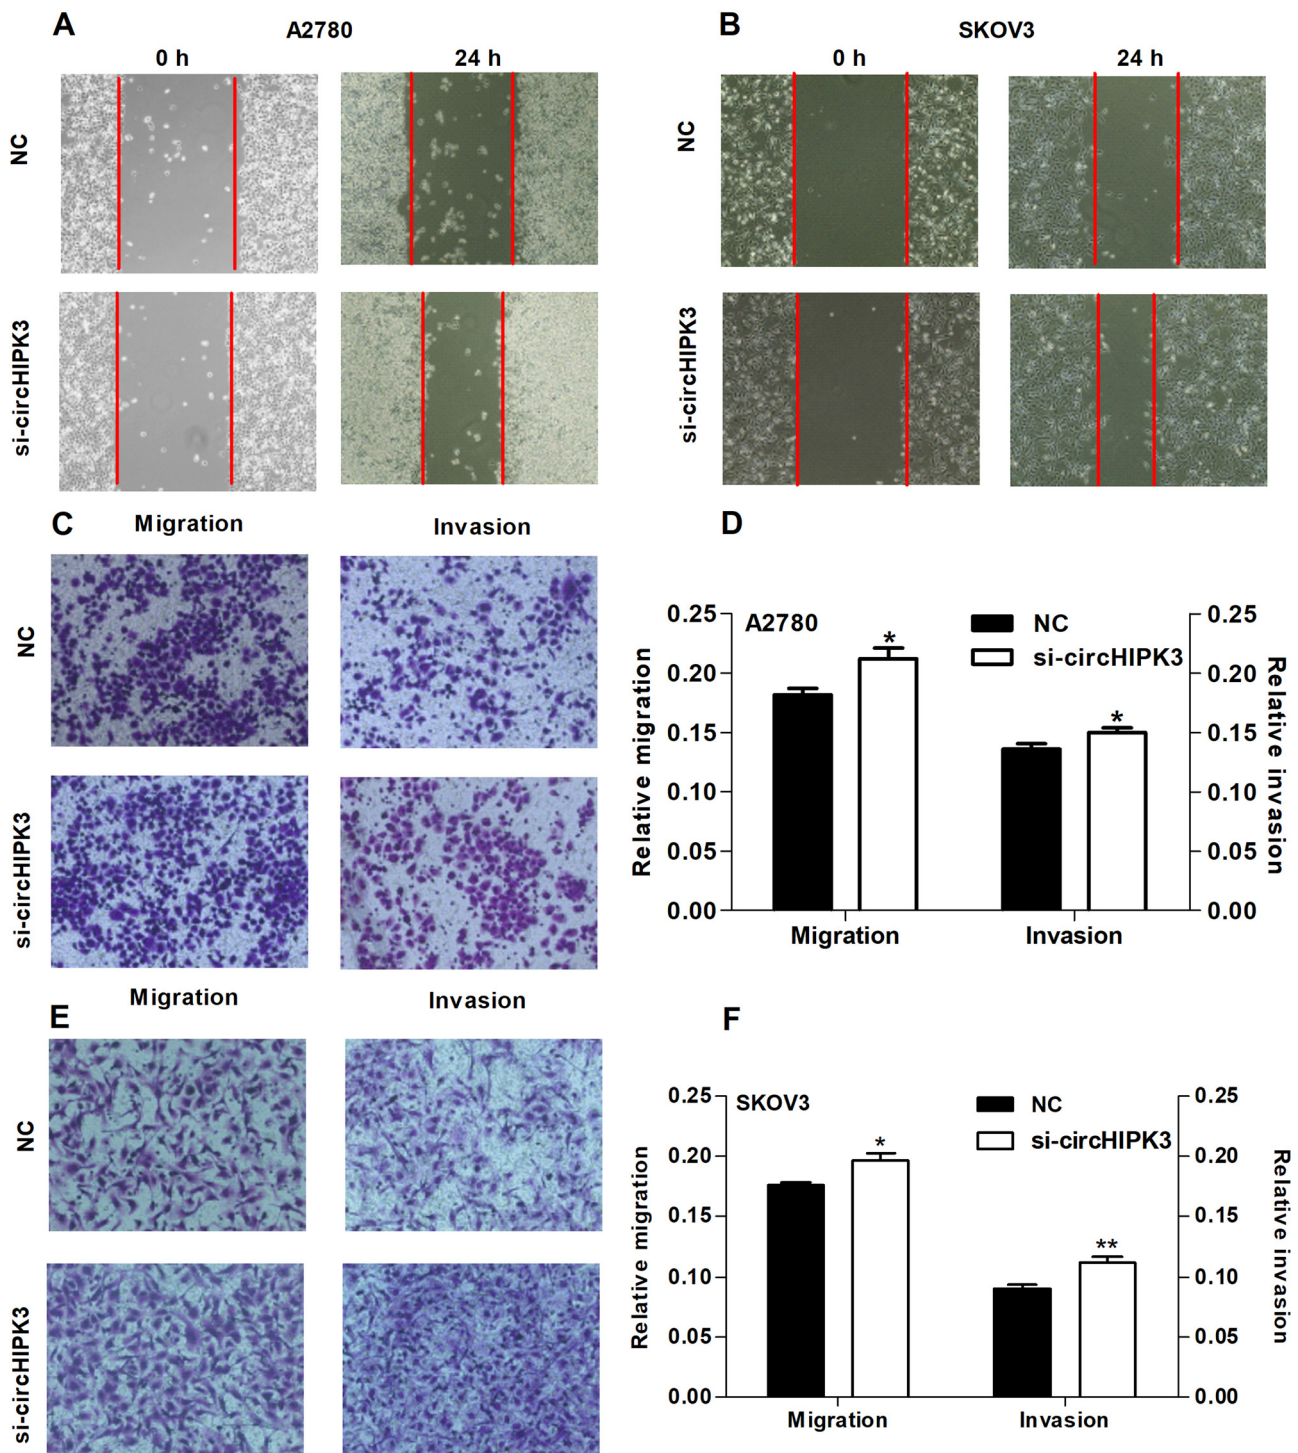 A
A2780
0 h
24 h
NC
si-circHIPK3
B
SKOV3
0 h
24 h
NC
si-circHIPK3
C
Migration
Invasion
NC
si-circHIPK3
D
A2780
NC
si-circHIPK3
*
*
0.25
0.20
0.15
0.10
0.05
0.00
Relative migration
0.25
0.20
0.15
0.10
0.05
0.00
Relative invasion
Migration
Invasion
E
Migration
Invasion
NC
si-circHIPK3
F
SKOV3
NC
si-circHIPK3
*
**
0.25
0.20
0.15
0.10
0.05
0.00
Relative migration
0.25
0.20
0.15
0.10
0.05
0.00
Relative invasion
Migration
Invasion